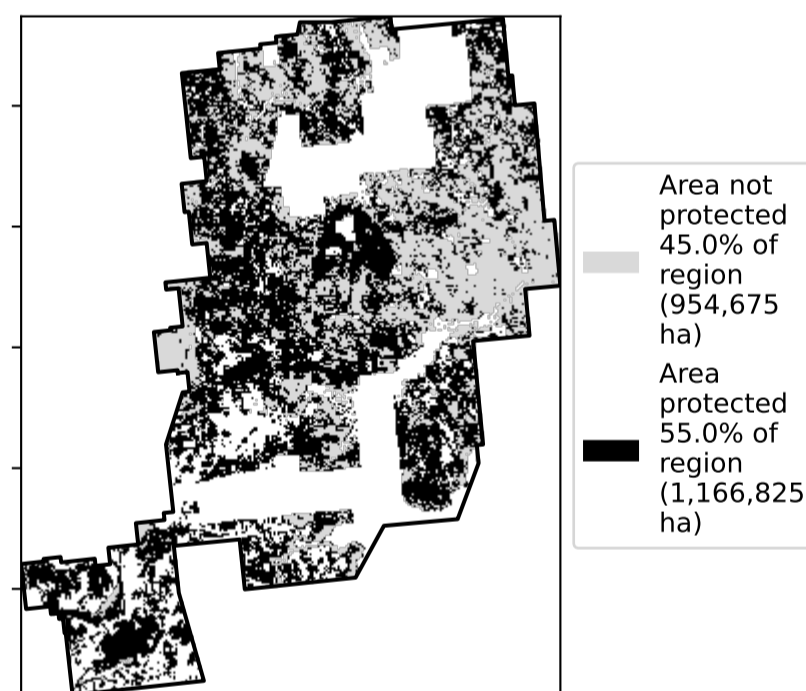 Area not
protected
45.0% of
region
(954,675
ha)
Area
protected
55.0% of
region
(1,166,825
ha)